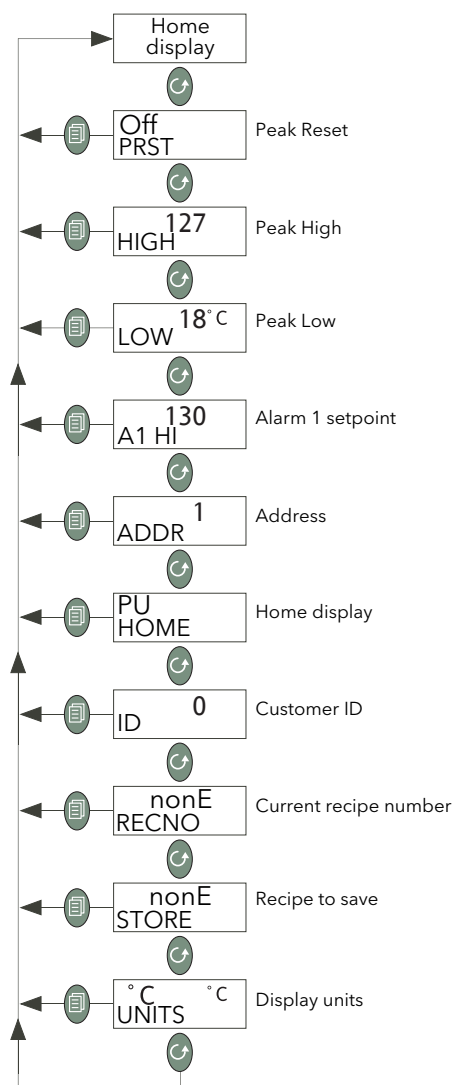 Home
display
Off
PRST
Peak Reset
127
HIGH
Peak High
18°C
LOW
Peak Low
130
A1 HI
Alarm 1 setpoint
1
ADDR
Address
PU
HOME
Home display
0
ID
Customer ID
nonE
RECNO
Current recipe number
nonE
STORE
Recipe to save
°C °C
UNITS
Display units